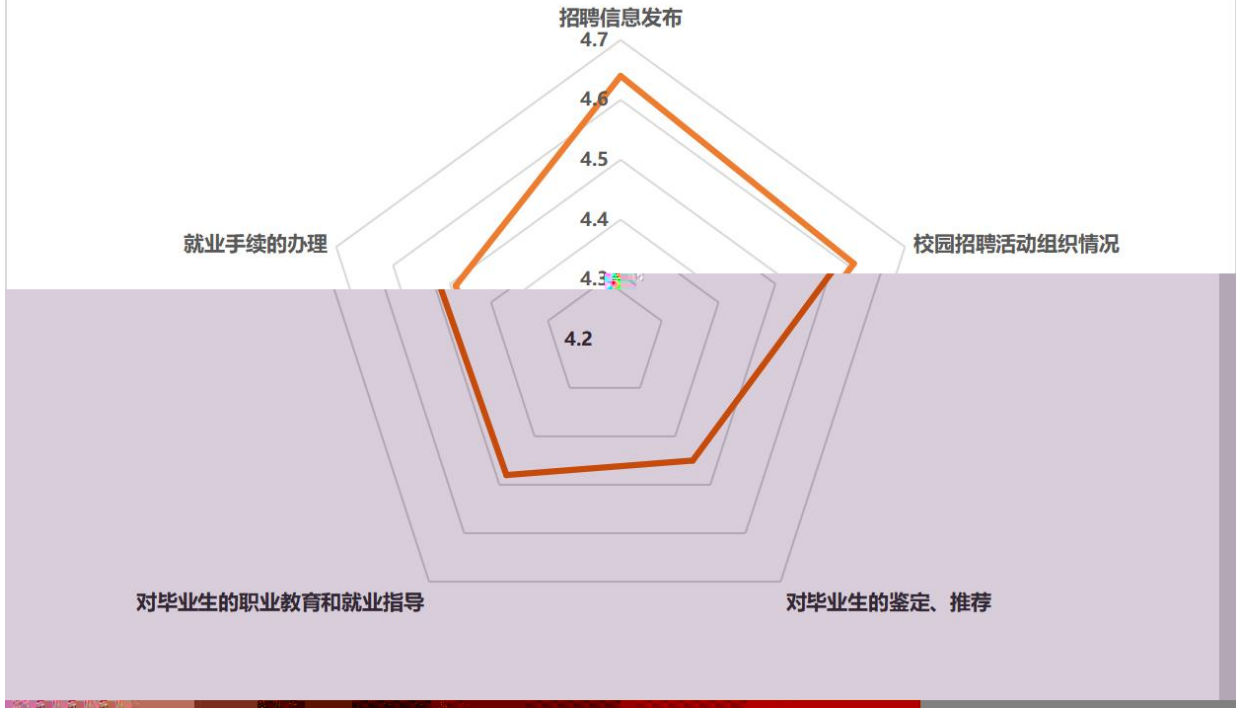 招聘信息发布
4.7
4.6
4.5
4.4
就业手续的办理
校园招聘活动组织情况
4.3
4.2
对毕业生的职业教育和就业指导
对毕业生的鉴定、推荐